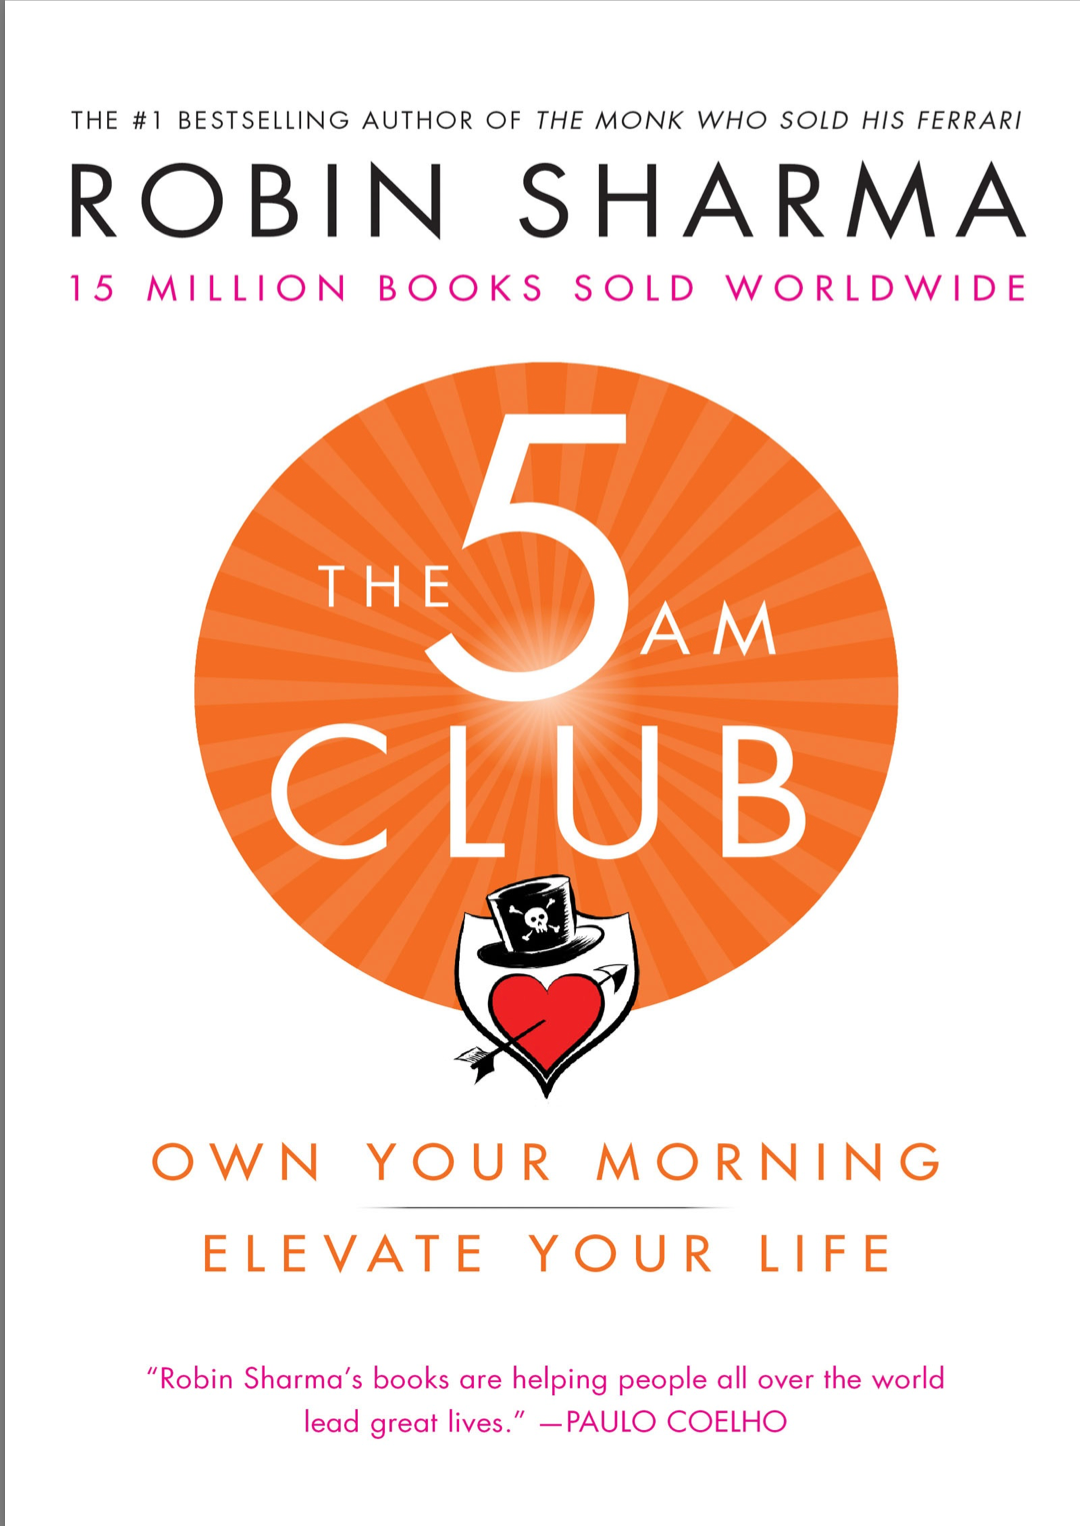 THE #1 BESTSELLING AUTHOR OF THE MONK WHO SOLD HIS FERRARI
ROBIN SHARMA
15 MILLION BOOKS SOLD WORLDWIDE
THE 5 AM
CLUB
OWN YOUR MORNING
ELEVATE YOUR LIFE
“Robin Sharma’s books are helping people all over the world
lead great lives.” —PAULO COELHO